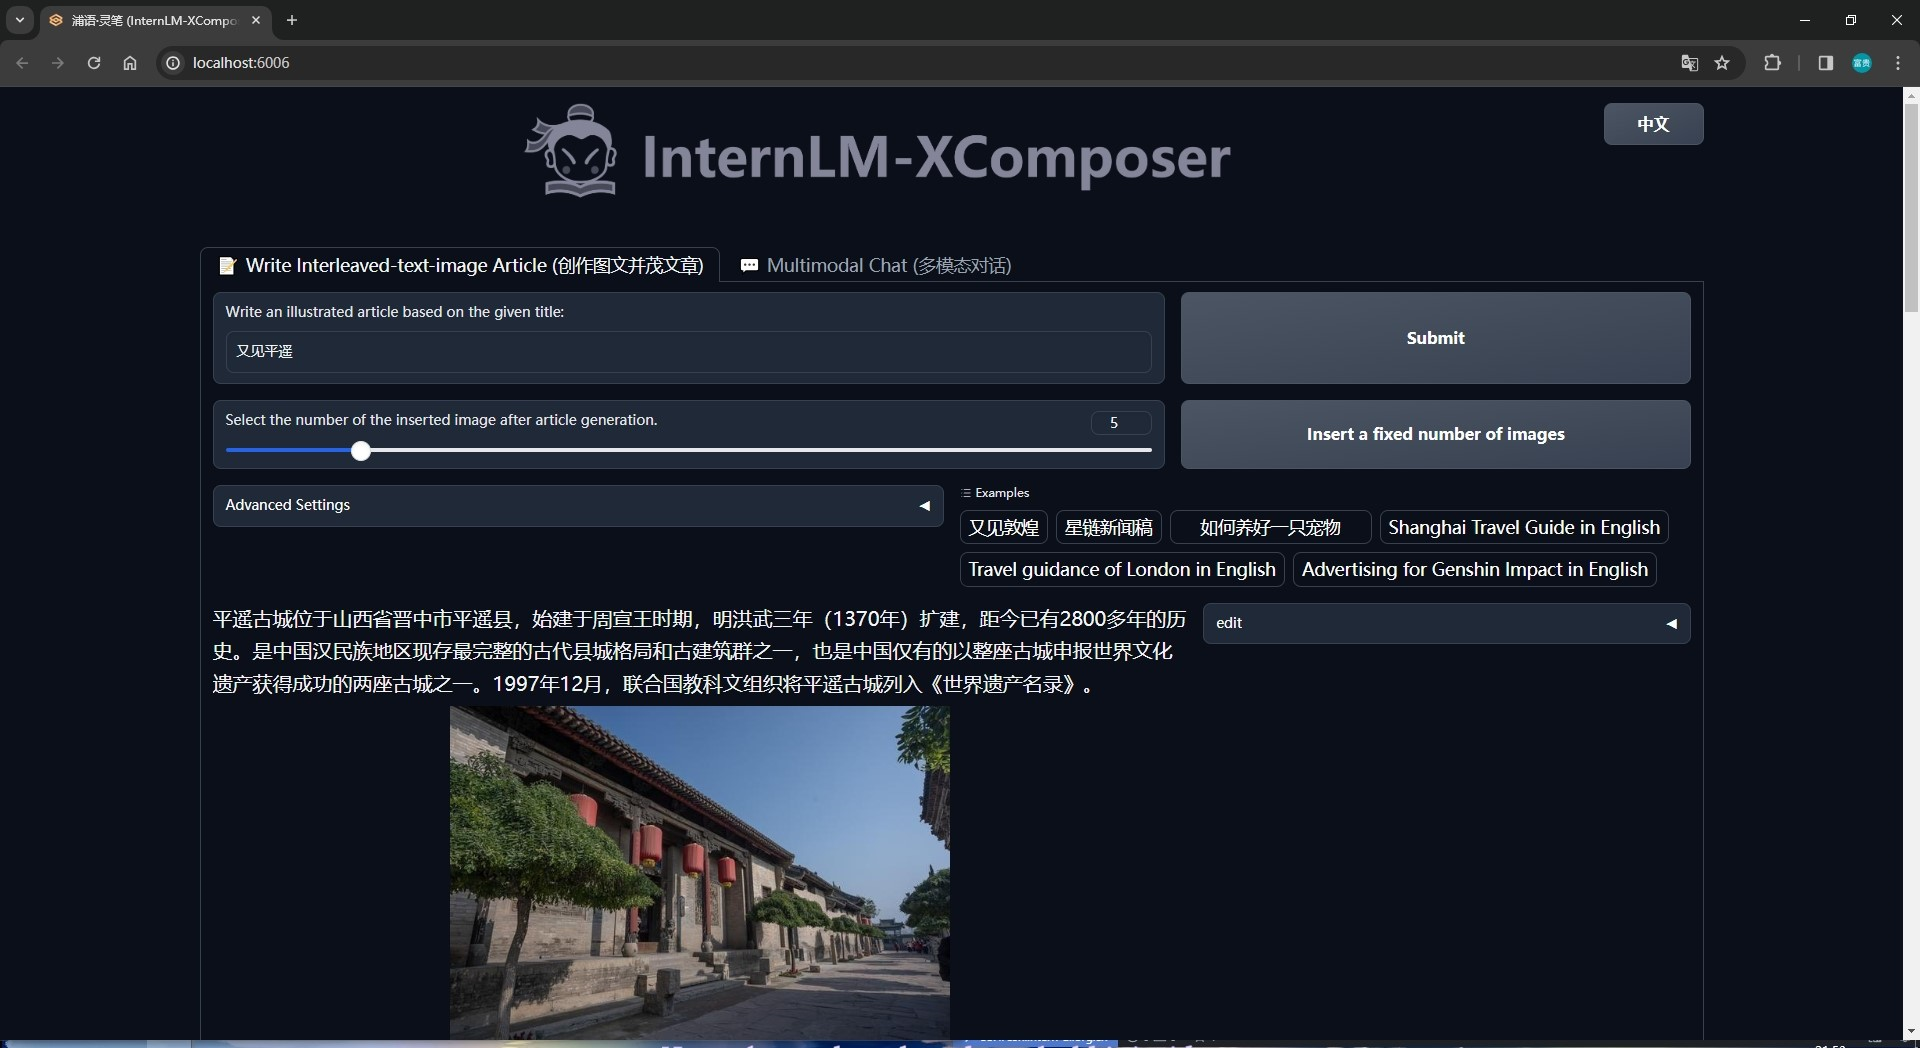 浦语·灵笔 (InternLM-XCompo
localhost:6006
富贵
InternLM-XComposer
中文
Write Interleaved-text-image Article (创作图文并茂文章)
Multimodal Chat (多模态对话)
Write an illustrated article based on the given title:
又见平遥
Submit
Select the number of the inserted image after article generation.
5
Insert a fixed number of images
Advanced Settings
Examples
又见敦煌
星链新闻稿
如何养好一只宠物
Shanghai Travel Guide in English
Travel guidance of London in English
Advertising for Genshin Impact in English
平遥古城位于山西省晋中市平遥县，始建于周宣王时期，明洪武三年（1370年）扩建，距今已有2800多年的历
史。是中国汉民族地区现存最完整的古代县城格局和古建筑群之一，也是中国仅有的以整座古城申报世界文化
遗产获得成功的两座古城之一。1997年12月，联合国教科文组织将平遥古城列入《世界遗产名录》。
edit